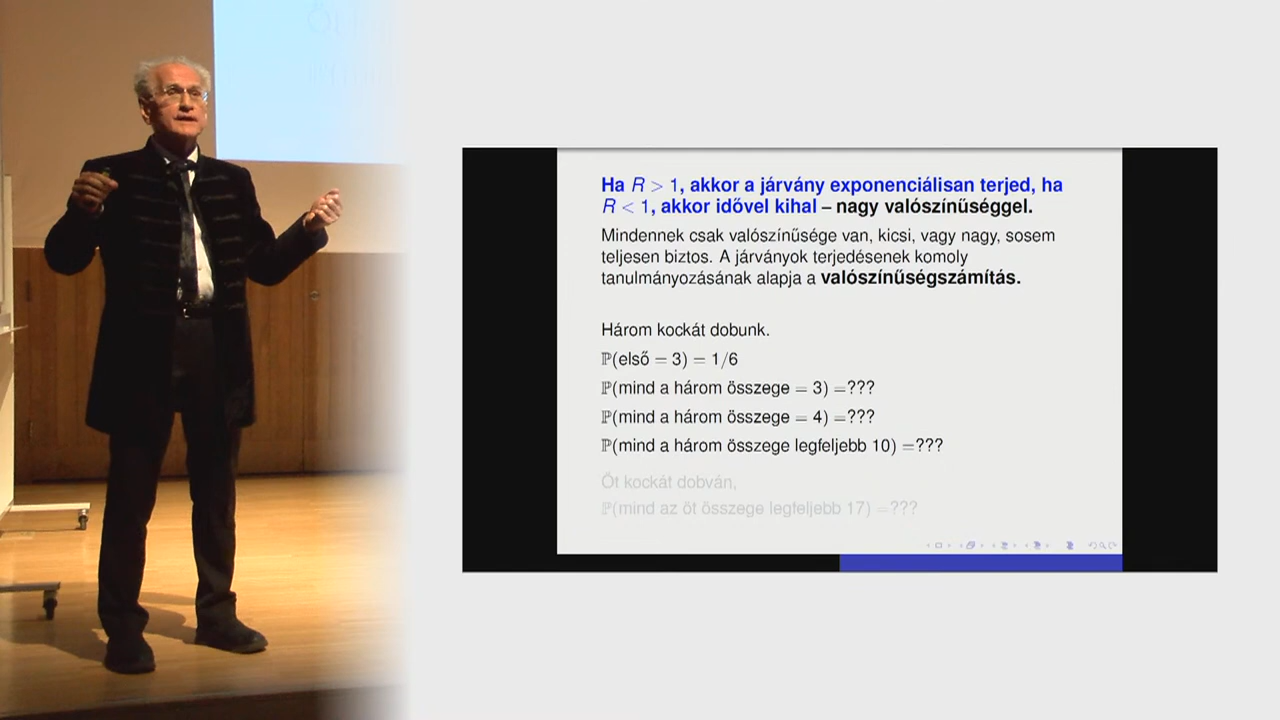 Ha R > 1, akkor a járvány exponenciálisan terjed, ha
R < 1, akkor idővel kihal – nagy valószínűséggel.
Mindennek csak valószínűsége van, kicsi, vagy nagy, sosem
teljesen biztos. A járványok terjedésenek komoly
tanulmányozásának alapja a valószínűségszámítás.
Három kockát dobunk.
ℙ(első = 3) = 1/6
ℙ(mind a három összege = 3) =???
ℙ(mind a három összege = 4) =???
ℙ(mind a három összege legfeljebb 10) =???
Öt kockát dobván,
ℙ(mind az öt összege legfeljebb 17) =???